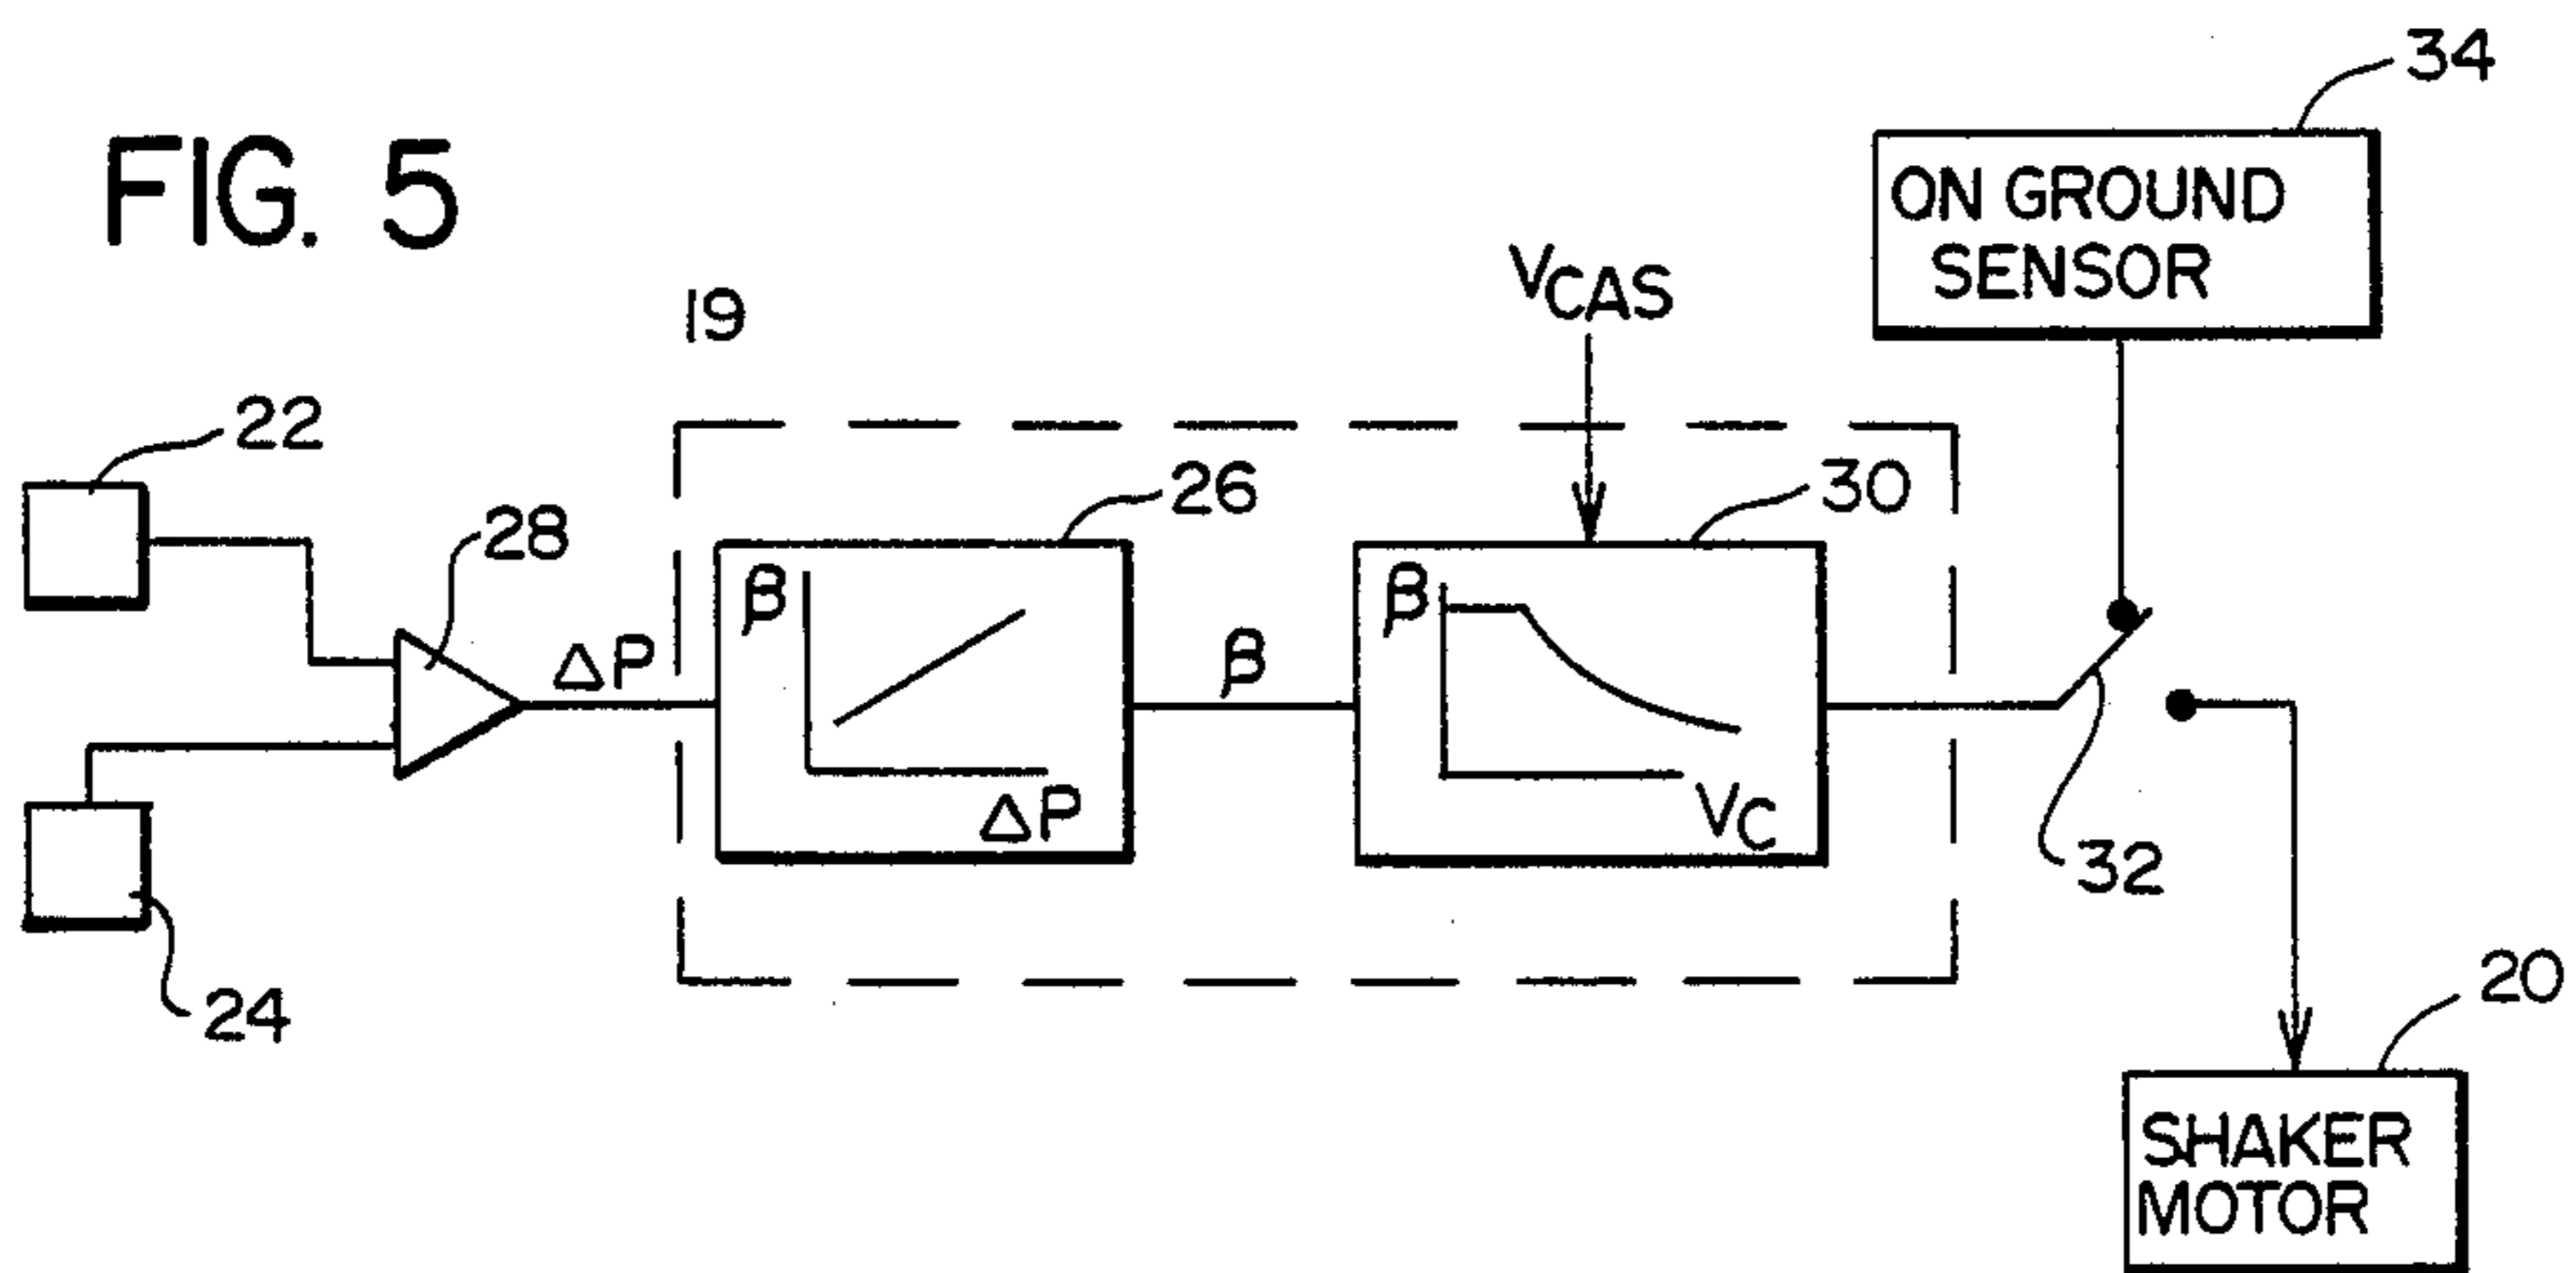 FIG. 5
34
ON GROUND
SENSOR
19
VCAS
22
28
26
30
β
ΔP
ΔP
β
β
VC
32
24
20
SHAKER
MOTOR